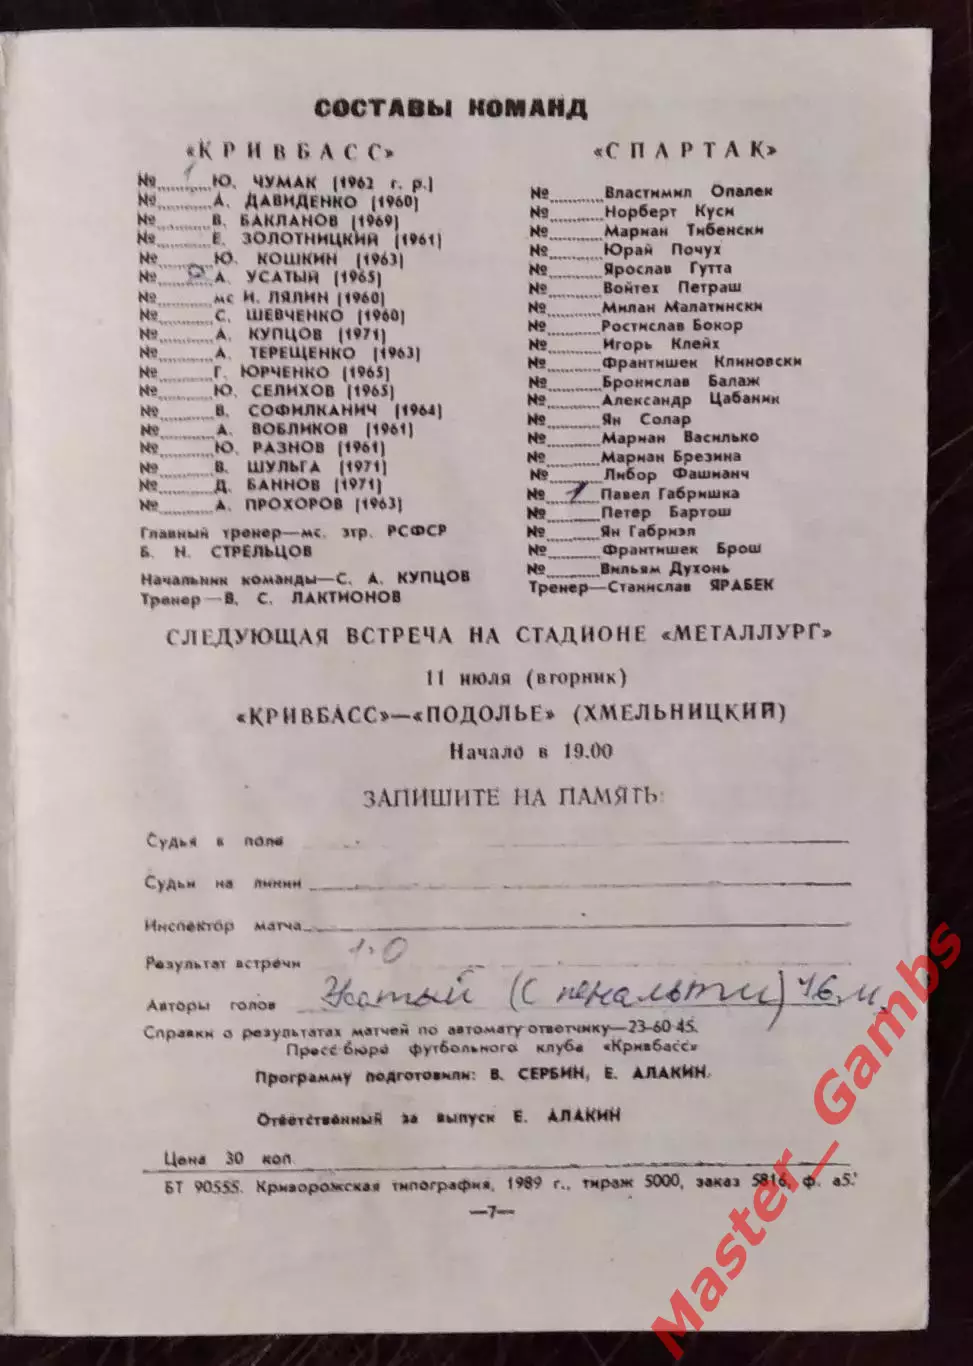 СОСТАВЫ КОМАНД
«КРИВБАСС»
№ 1 Ю. ЧУМАК (1962 г. р.)
№ А. ДАВИДЕНКО (1960)
№ В. БАКЛАНОВ (1969)
№ Е. ЗОЛОТНИЦКИЙ (1961)
№ Ю. КОШКИН (1963)
№ А. УСАТЫЙ (1965)
№ мс И. ЛЯЛИН (1960)
№ С. ШЕВЧЕНКО (1960)
№ А. КУПЦОВ (1971)
№ А. ТЕРЕЩЕНКО (1963)
№ Г. ЮРЧЕНКО (1965)
№ Ю. СЕЛИХОВ (1965)
№ В. СОФИЛКАНИЧ (1964)
№ А. ВОБЛИКОВ (1961)
№ Ю. РАЗНОВ (1961)
№ В. ШУЛЬГА (1971)
№ Д. БАННОВ (1971)
№ А. ПРОХОРОВ (1963)
Главный тренер—мс. зтр. РСФСР
Б. Н. СТРЕЛЬЦОВ
Начальник команды—С. А. КУПЦОВ
Тренер—В. С. ЛАКТИОНОВ
«СПАРТАК»
№ Властимил Опалек
№ Норберт Куси
№ Мариан Тибенски
№ Юрай Почух
№ Ярослав Гутта
№ Войтех Петраш
№ Милан Малатински
№ Ростислав Бокор
№ Игорь Клейх
№ Франтишек Клиновски
№ Бронислав Балаж
№ Александр Цабаник
№ Ян Солар
№ Мариан Василько
№ Мариан Брезина
№ Либор Фашианч
№ 1 Павел Габришка
№ Петер Бартош
№ Ян Габриэл
№ Франтишек Брош
№ Вильям Духонь
Тренер—Станислав ЯРАБЕК
СЛЕДУЮЩАЯ ВСТРЕЧА НА СТАДИОНЕ «МЕТАЛЛУРГ»
11 июля (вторник)
«КРИВБАСС»—«ПОДОЛЬЕ» (ХМЕЛЬНИЦКИЙ)
Начало в 19.00
ЗАПИШИТЕ НА ПАМЯТЬ:
Судья в поле
Судьи на линии
Инспектор матча
Результат встречи 1:0
Авторы голов Усатый (с пенальти) 46 м.
Справки о результатах матчей по автомату-ответчику—23-60-45.
Пресс-бюро футбольного клуба «Кривбасс»
Программу подготовили: В. СЕРБИН, Е. АЛАКИН.
Ответственный за выпуск Е. АЛАКИН
Цена 30 коп.
БТ 90555. Криворожская типография, 1989 г., тираж 5000, заказ 5816, ф. а5.
—7—
Master_Gambs